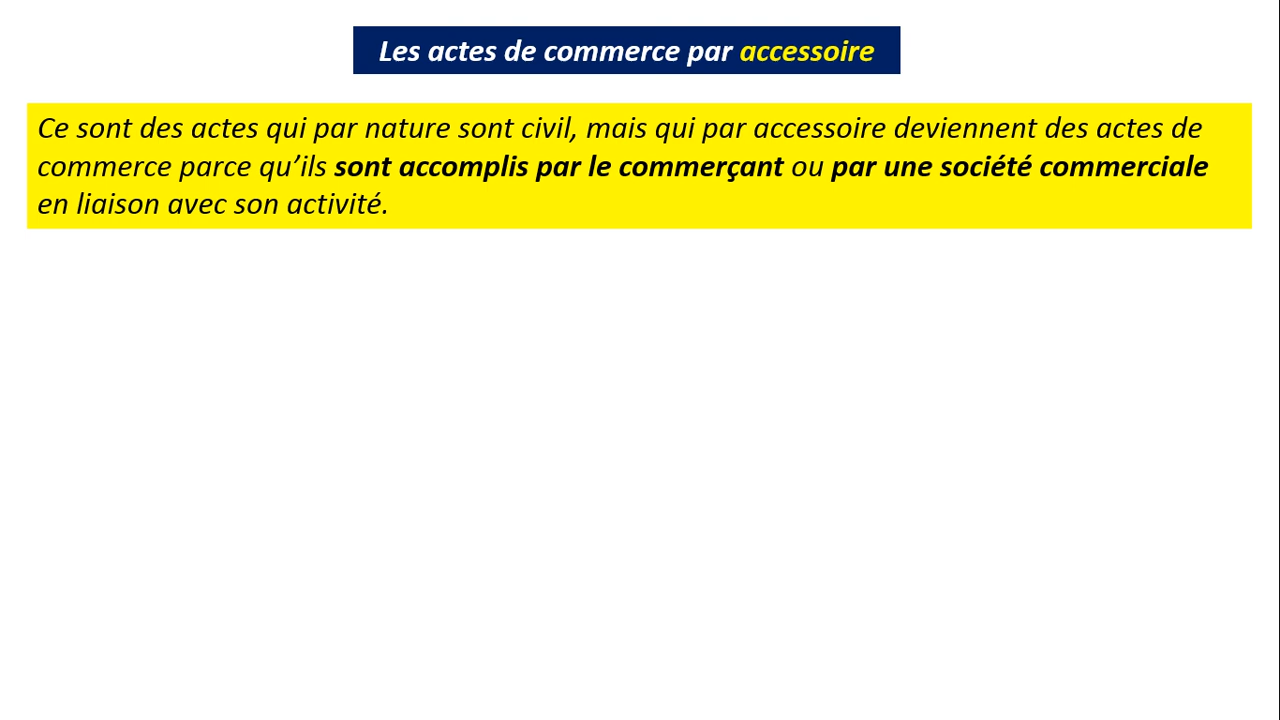 Les actes de commerce par accessoire
Ce sont des actes qui par nature sont civil, mais qui par accessoire deviennent des actes de
commerce parce qu’ils sont accomplis par le commerçant ou par une société commerciale
en liaison avec son activité.